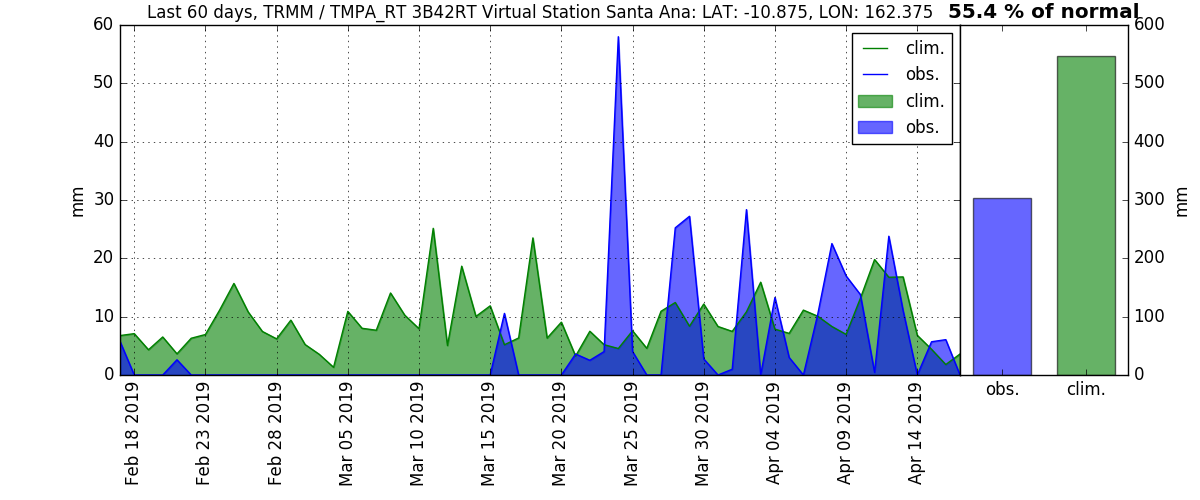 Last 60 days, TRMM / TMPA_RT 3B42RT Virtual Station Santa Ana: LAT: -10.875, LON: 162.375 55.4 % of normal
60
50
40
30
20
10
0
mm
clim.
obs.
clim.
obs.
600
500
400
300
200
100
0
mm
Feb 18 2019
Feb 23 2019
Feb 28 2019
Mar 05 2019
Mar 10 2019
Mar 15 2019
Mar 20 2019
Mar 25 2019
Mar 30 2019
Apr 04 2019
Apr 09 2019
Apr 14 2019
obs.
clim.